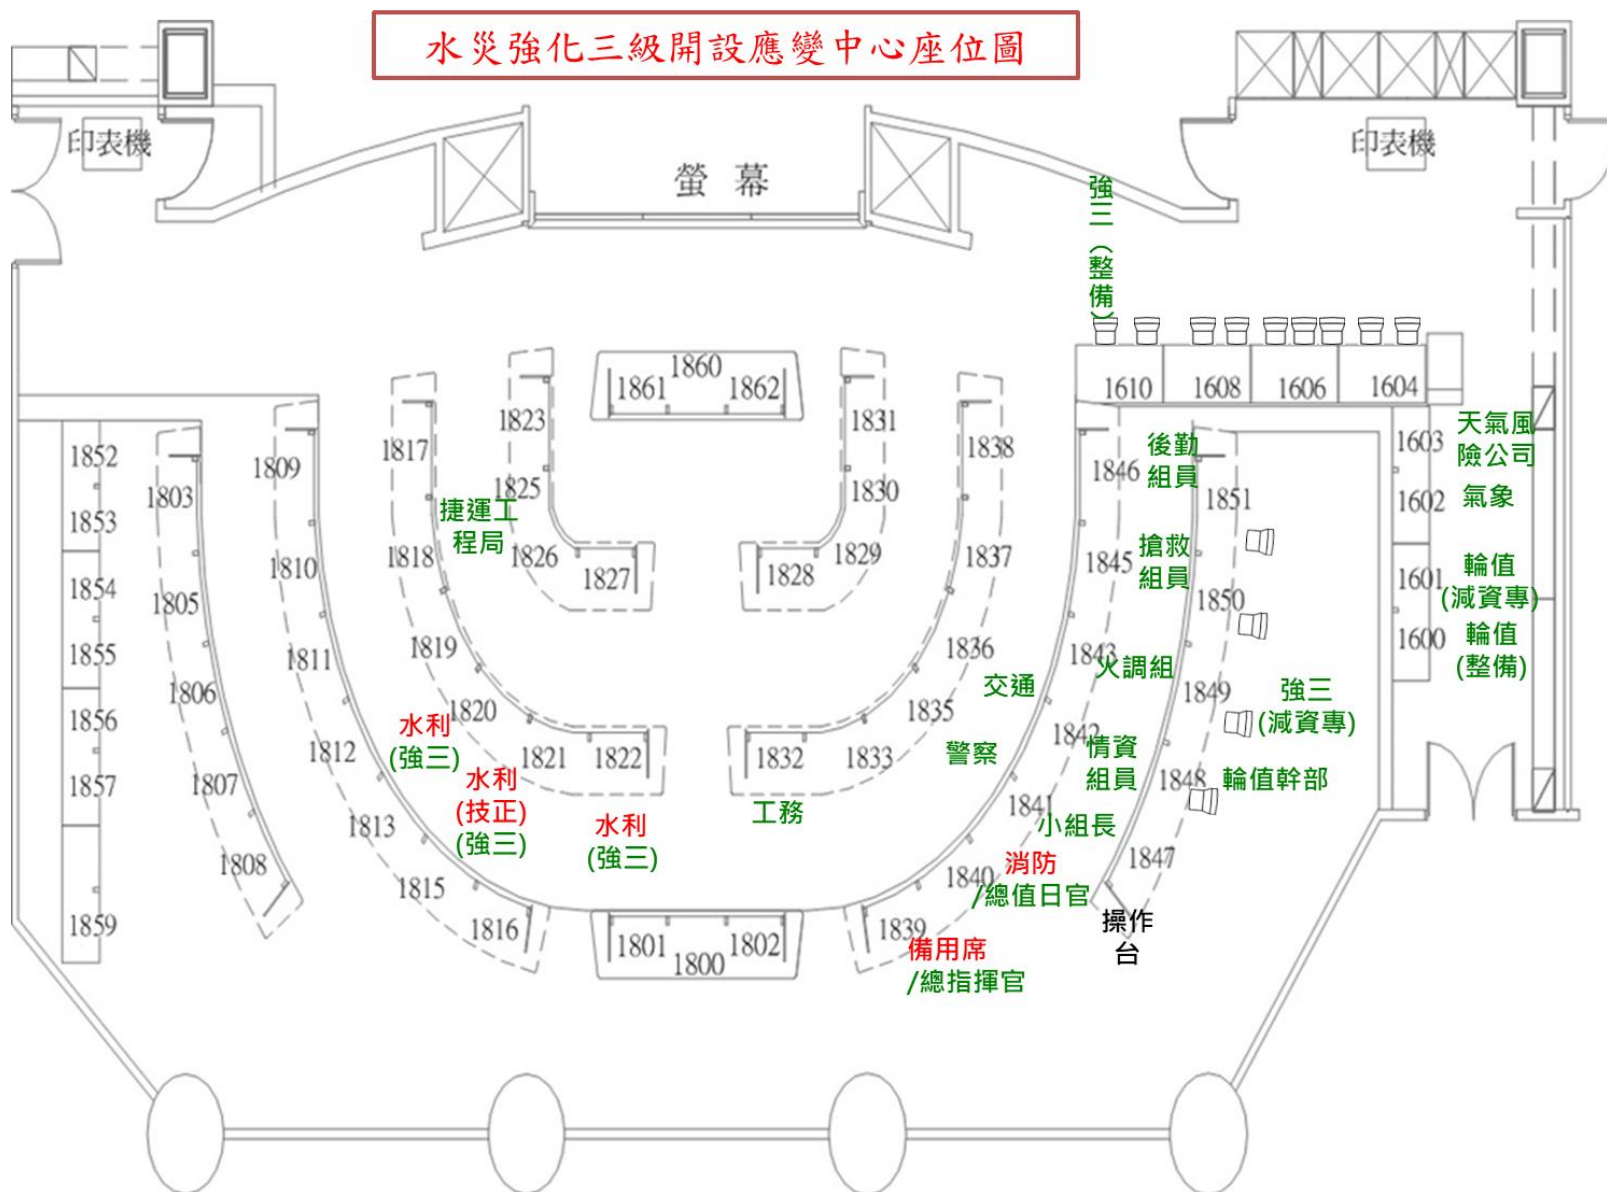 水災強化三級開設應變中心座位圖
印表機
印表機
螢幕
強三（整備）
1860
1861
1862
1610
1608
1606
1604
1823
1831
1817
1838
1809
1846
後勤
組員
1603
天氣風
險公司
1852
1803
1825
1830
1851
1602
氣象
1853
捷運工
程局
1810
1818
1826
1827
1828
1829
1837
1845
搶救
組員
1601
輪值
(減資專)
1854
1805
1850
1600
輪值
(整備)
1855
1811
1819
1836
1843
火調組
1806
1820
交通
1835
1849
強三
(減資專)
1856
水利
(強三)
1812
1821
1822
1832
1833
警察
1842
情資
組員
1848
輪值幹部
1857
1807
水利
(技正)
(強三)
水利
(強三)
工務
1841
小組長
1813
1808
1815
1840
消防
/總值日官
1847
1859
1816
1801
1802
1800
1839
備用席
/總指揮官
操作
台